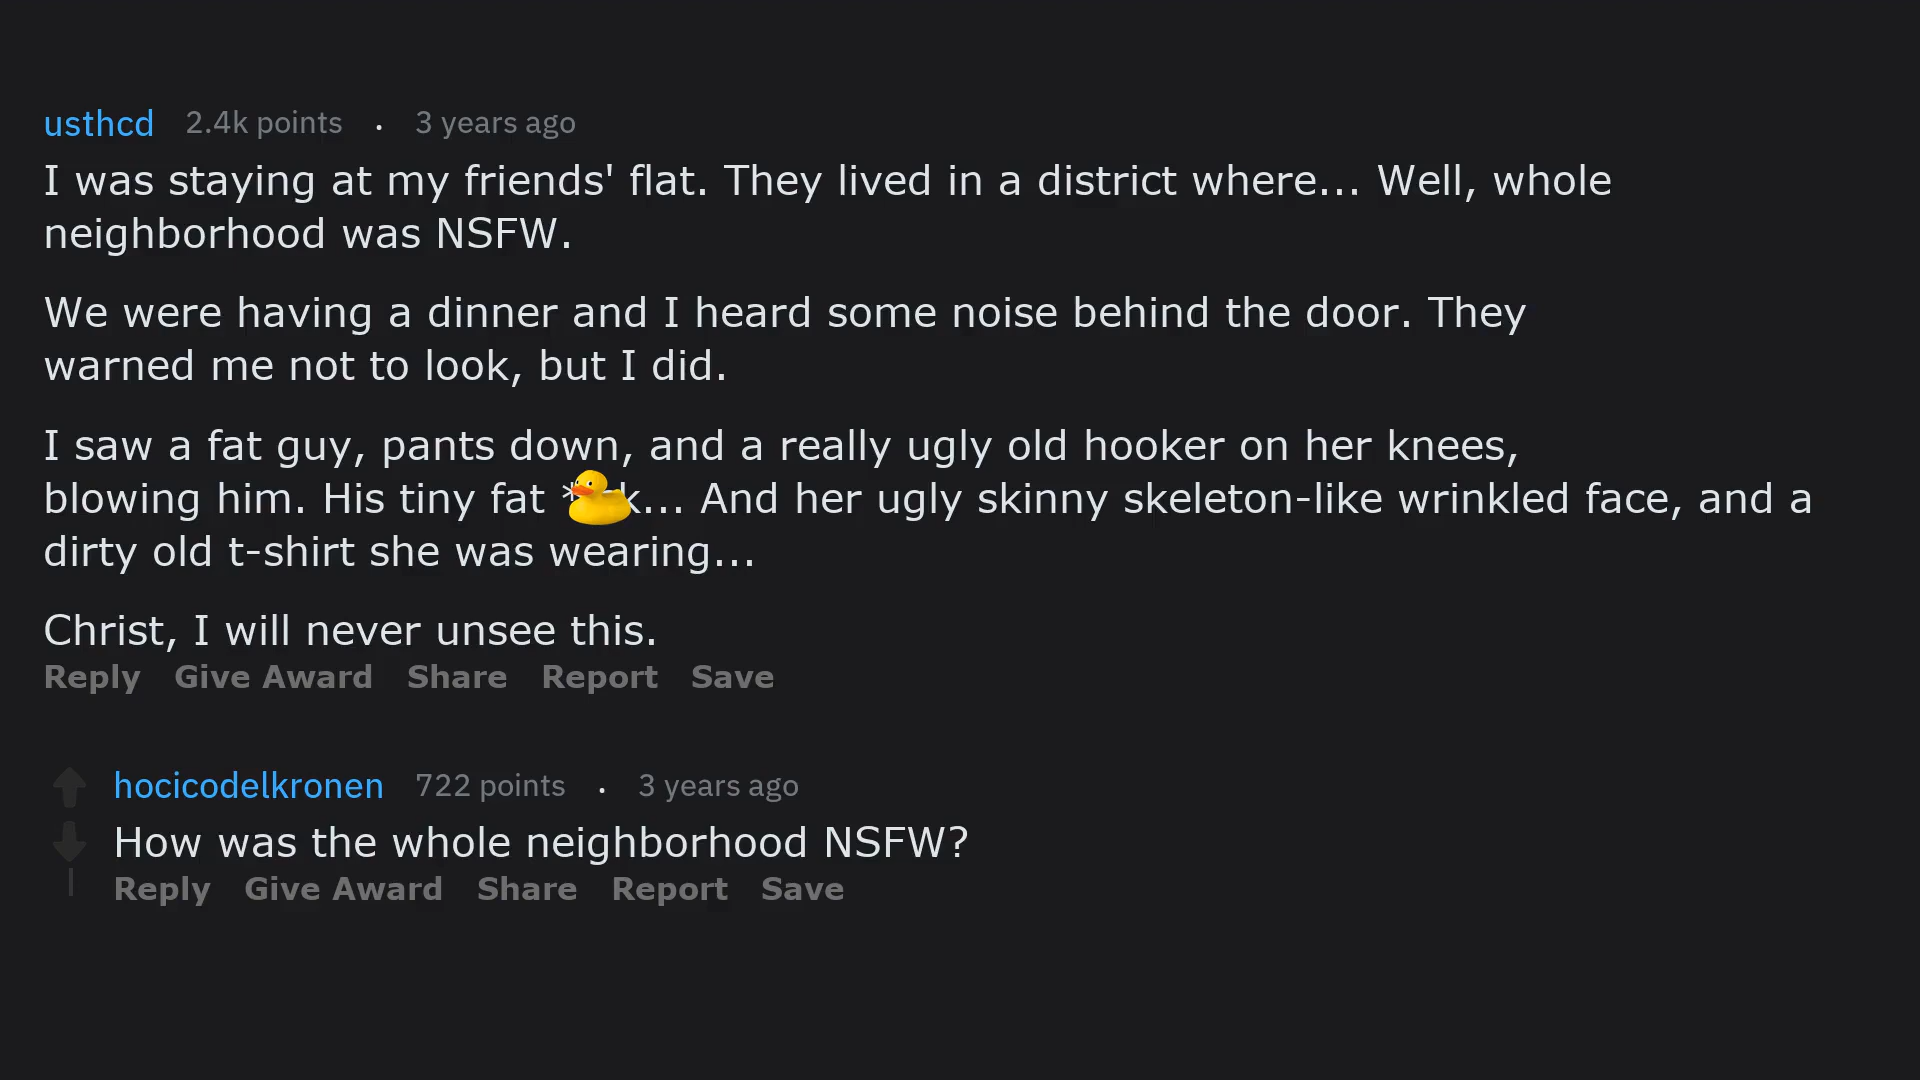 usthcd 2.4k points . 3 years ago
I was staying at my friends' flat. They lived in a district where... Well, whole
neighborhood was NSFW.
We were having a dinner and I heard some noise behind the door. They
warned me not to look, but I did.
I saw a fat guy, pants down, and a really ugly old hooker on her knees,
blowing him. His tiny fat *k... And her ugly skinny skeleton-like wrinkled face, and a
dirty old t-shirt she was wearing...
Christ, I will never unsee this.
Reply Give Award Share Report Save
hocicodelkronen 722 points . 3 years ago
How was the whole neighborhood NSFW?
Reply Give Award Share Report Save